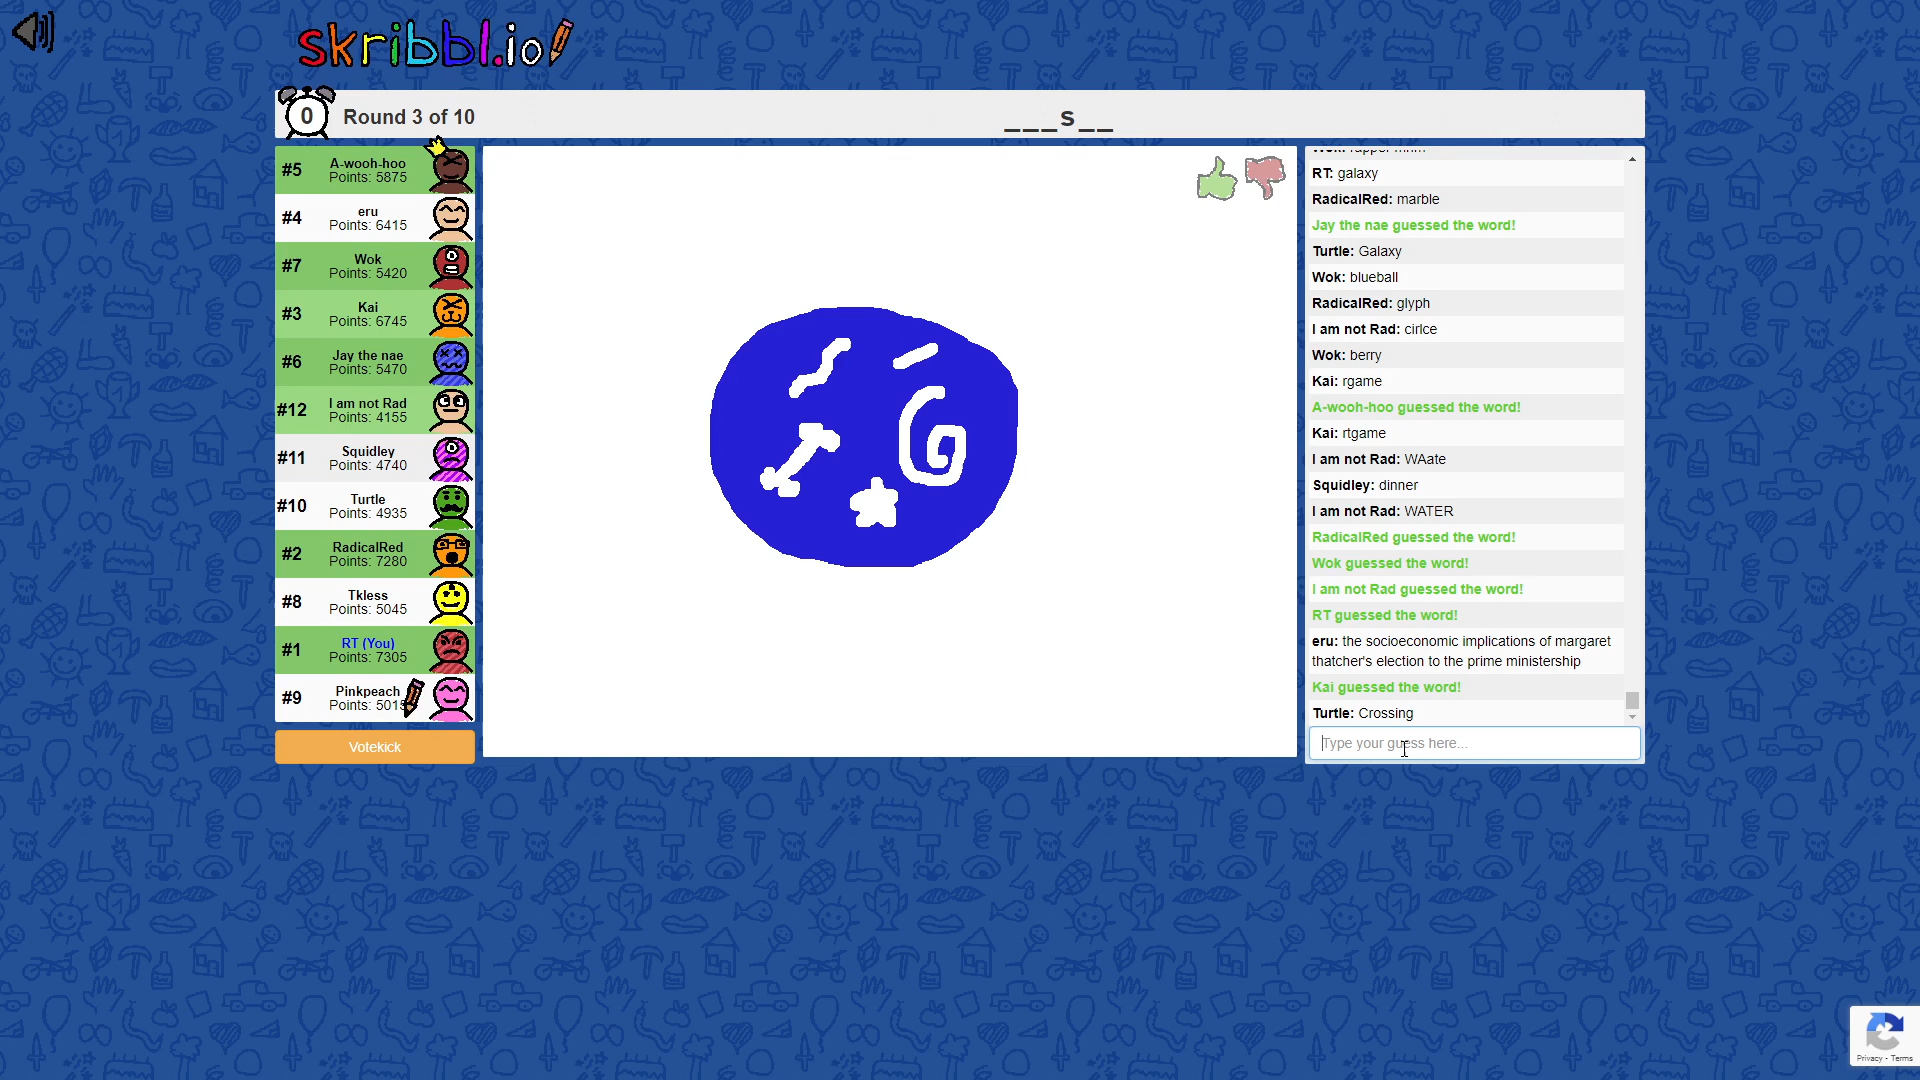 skribbl.io
0
Round 3 of 10
___s__
#5
A-wooh-hoo
Points: 5875
#4
eru
Points: 6415
#7
Wok
Points: 5420
#3
Kai
Points: 6745
#6
Jay the nae
Points: 5470
#12
I am not Rad
Points: 4155
#11
Squidley
Points: 4740
#10
Turtle
Points: 4935
#2
RadicalRed
Points: 7280
#8
Tkless
Points: 5045
#1
RT (You)
Points: 7305
#9
Pinkpeach
Points: 5015
Votekick
RT: galaxy
RadicalRed: marble
Jay the nae guessed the word!
Turtle: Galaxy
Wok: blueball
RadicalRed: glyph
I am not Rad: cirlce
Wok: berry
Kai: rgame
A-wooh-hoo guessed the word!
Kai: rtgame
I am not Rad: WAate
Squidley: dinner
I am not Rad: WATER
RadicalRed guessed the word!
Wok guessed the word!
I am not Rad guessed the word!
RT guessed the word!
eru: the socioeconomic implications of margaret
thatcher's election to the prime ministership
Kai guessed the word!
Turtle: Crossing
Type your guess here...
Privacy - Terms